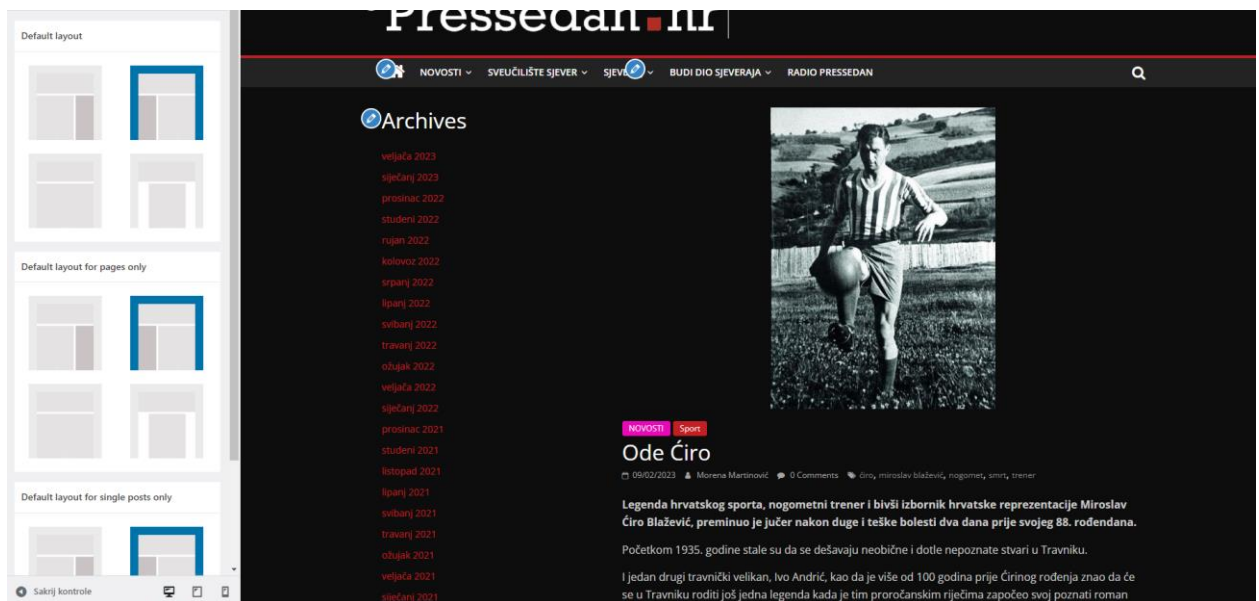 Default layout
Default layout for pages only
Default layout for single posts only
Sakrij kontrole
Pressedan.hr
NOVOSTI
SVEUČILIŠTE SJEVER
BUDI DIO SJEVERAJA
RADIO PRESSEDAN
Archives
veljača 2023
siječanj 2023
prosinac 2022
studeni 2022
rujan 2022
kolovoz 2022
srpanj 2022
lipanj 2022
svibanj 2022
travanj 2022
ožujak 2022
veljača 2022
siječanj 2022
prosinac 2021
studeni 2021
listopad 2021
lipanj 2021
svibanj 2021
travanj 2021
ožujak 2021
veljača 2021
siječanj 2021
NOVOSTI Sport
Ode Ćiro
09/02/2023 Morena Martinović 0 Comments ćiro, miroslav blažević, nogomet, smrt, trener
Legenda hrvatskog sporta, nogometni trener i bivši izbornik hrvatske reprezentacije Miroslav
Ćiro Blažević, preminuo je jučer nakon duge i teške bolesti dva dana prije svojeg 88. rođendana.
Početkom 1935. godine stale su da se dešavaju neobične i dotle nepoznate stvari u Travniku.
I jedan drugi travnički velikan, Ivo Andrić, kao da je više od 100 godina prije Ćirinog rođenja znao da će
se u Travniku roditi još jedna legenda kada je tim proročanskim riječima započeo svoj poznati roman